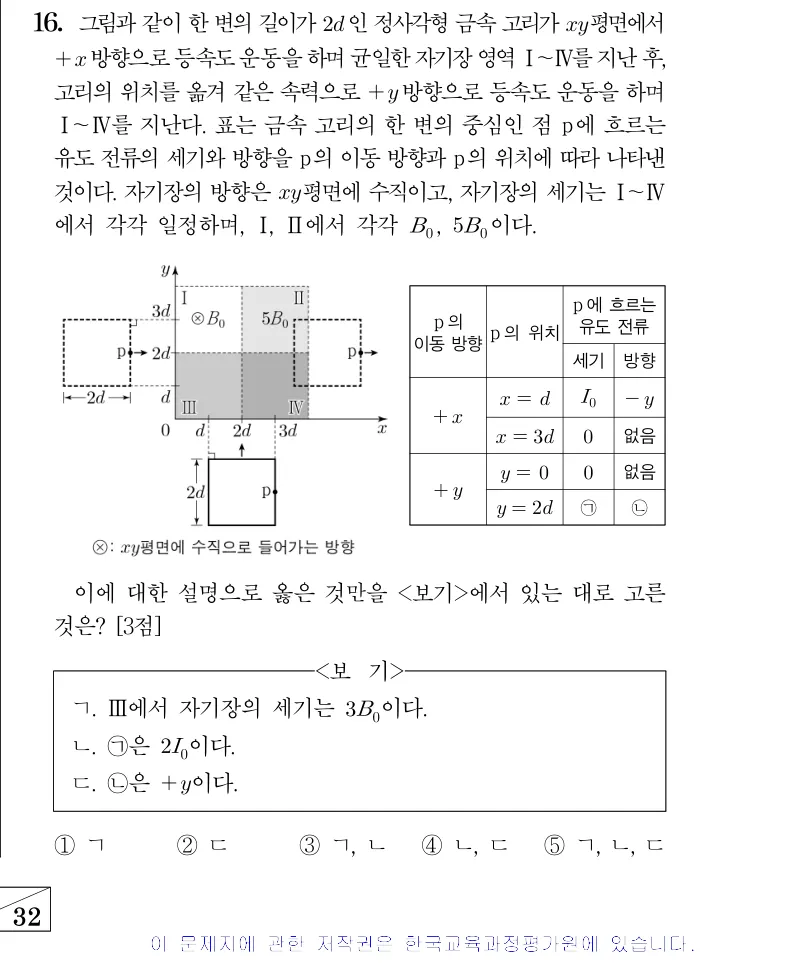 16. 그림과 같이 한 변의 길이가 2d인 정사각형 금속 고리가 xy평면에서
+x방향으로 등속도 운동을 하며 균일한 자기장 영역 Ⅰ~Ⅳ를 지난 후,
고리의 위치를 옮겨 같은 속력으로 +y방향으로 등속도 운동을 하며
Ⅰ~Ⅳ를 지난다. 표는 금속 고리의 한 변의 중심인 점 p에 흐르는
유도 전류의 세기와 방향을 p의 이동 방향과 p의 위치에 따라 나타낸
것이다. 자기장의 방향은 xy평면에 수직이고, 자기장의 세기는 Ⅰ~Ⅳ
에서 각각 일정하며, Ⅰ, Ⅱ에서 각각 B₀, 5B₀이다.
y
Ⅰ Ⅱ
3d ⊗B₀ 5B₀
p 2d p
2d d Ⅲ Ⅳ
0 d 2d 3d x
2d p
⊗: xy평면에 수직으로 들어가는 방향
p의 이동 방향 p의 위치 p에 흐르는 유도 전류
세기 방향
+x x = d I₀ -y
x = 3d 0 없음
+y y = 0 0 없음
y = 2d ㉠ ㉡
이에 대한 설명으로 옳은 것만을 <보기>에서 있는 대로 고른
것은? [3점]
<보 기>
ㄱ. Ⅲ에서 자기장의 세기는 3B₀이다.
ㄴ. ㉠은 2I₀이다.
ㄷ. ㉡은 +y이다.
① ㄱ ② ㄷ ③ ㄱ, ㄴ ④ ㄴ, ㄷ ⑤ ㄱ, ㄴ, ㄷ
32
이 문제지에 관한 저작권은 한국교육과정평가원에 있습니다.